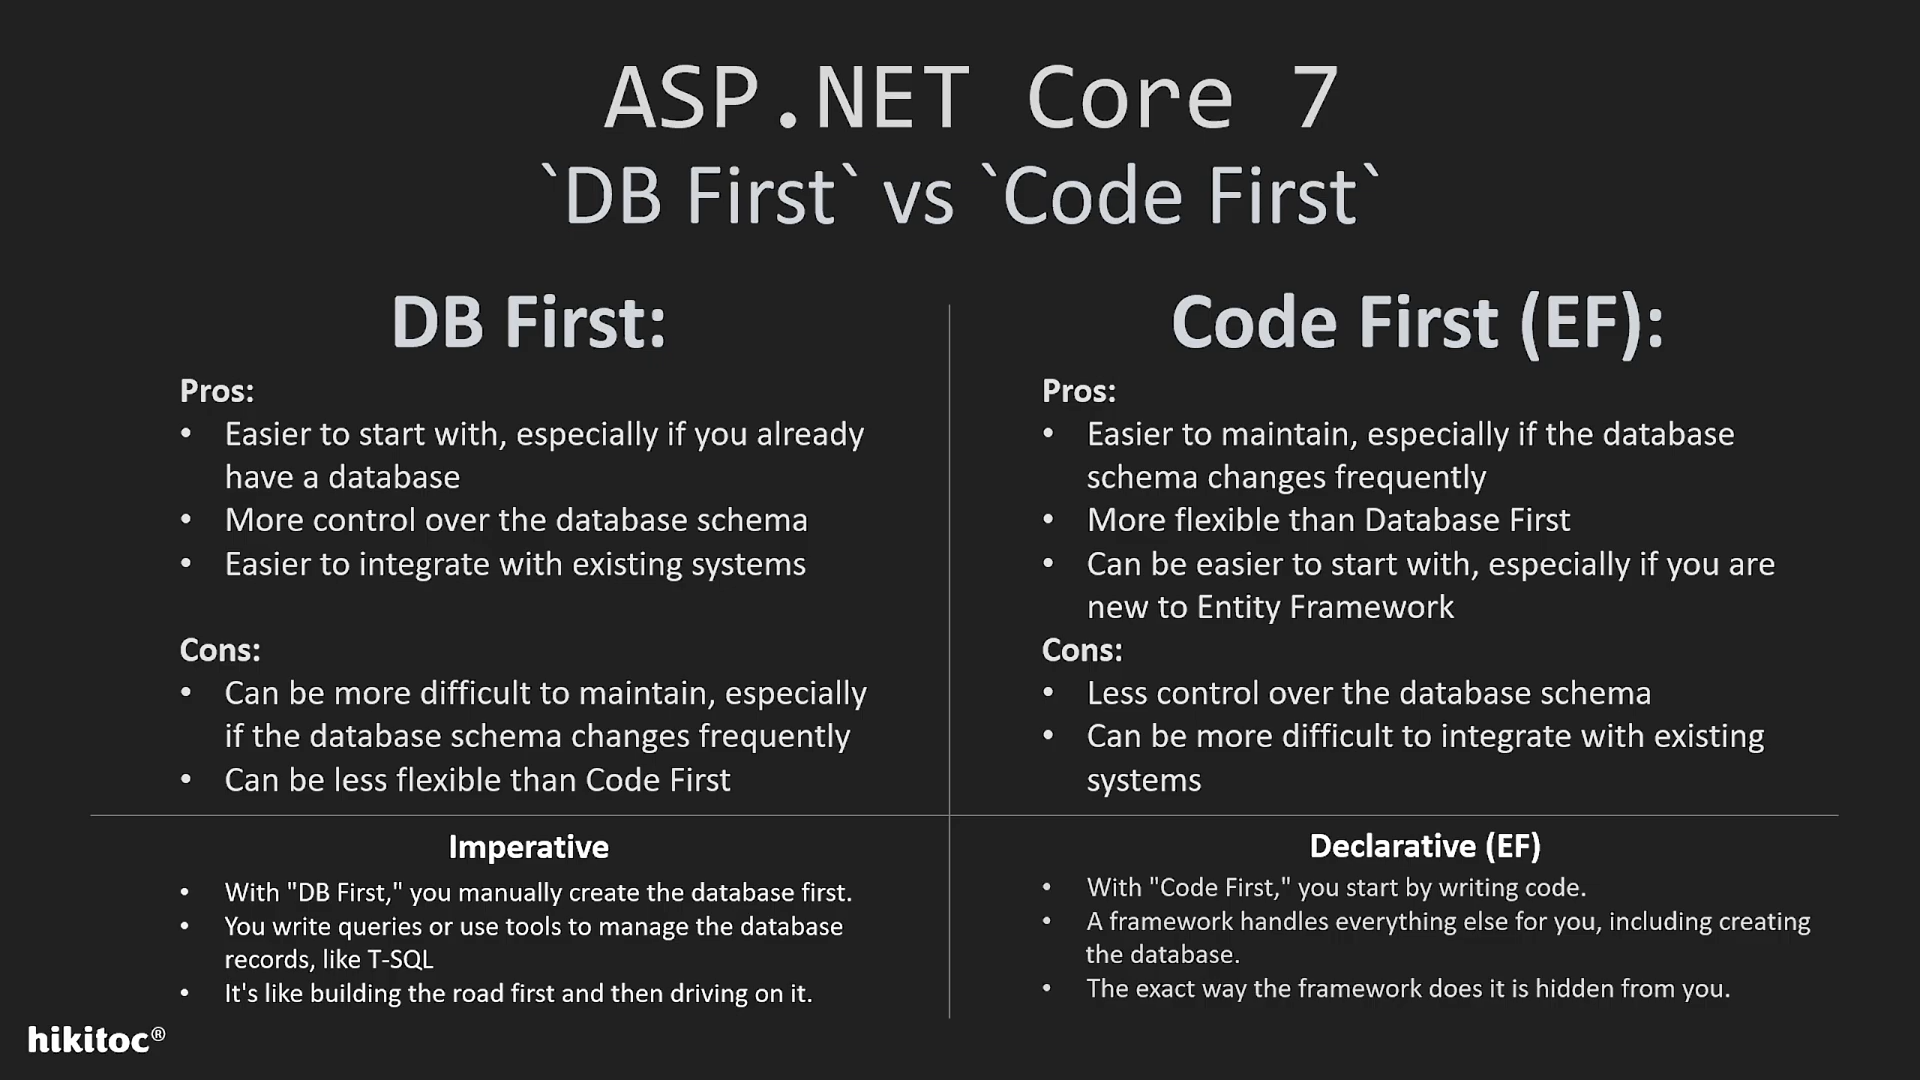 ASP.NET Core 7
`DB First` vs `Code First`
DB First:
Pros:
• Easier to start with, especially if you already
have a database
• More control over the database schema
• Easier to integrate with existing systems
Cons:
• Can be more difficult to maintain, especially
if the database schema changes frequently
• Can be less flexible than Code First
Imperative
• With "DB First," you manually create the database first.
• You write queries or use tools to manage the database
records, like T-SQL
• It's like building the road first and then driving on it.
Code First (EF):
Pros:
• Easier to maintain, especially if the database
schema changes frequently
• More flexible than Database First
• Can be easier to start with, especially if you are
new to Entity Framework
Cons:
• Less control over the database schema
• Can be more difficult to integrate with existing
systems
Declarative (EF)
• With "Code First," you start by writing code.
• A framework handles everything else for you, including creating
the database.
• The exact way the framework does it is hidden from you.
hikitoc®